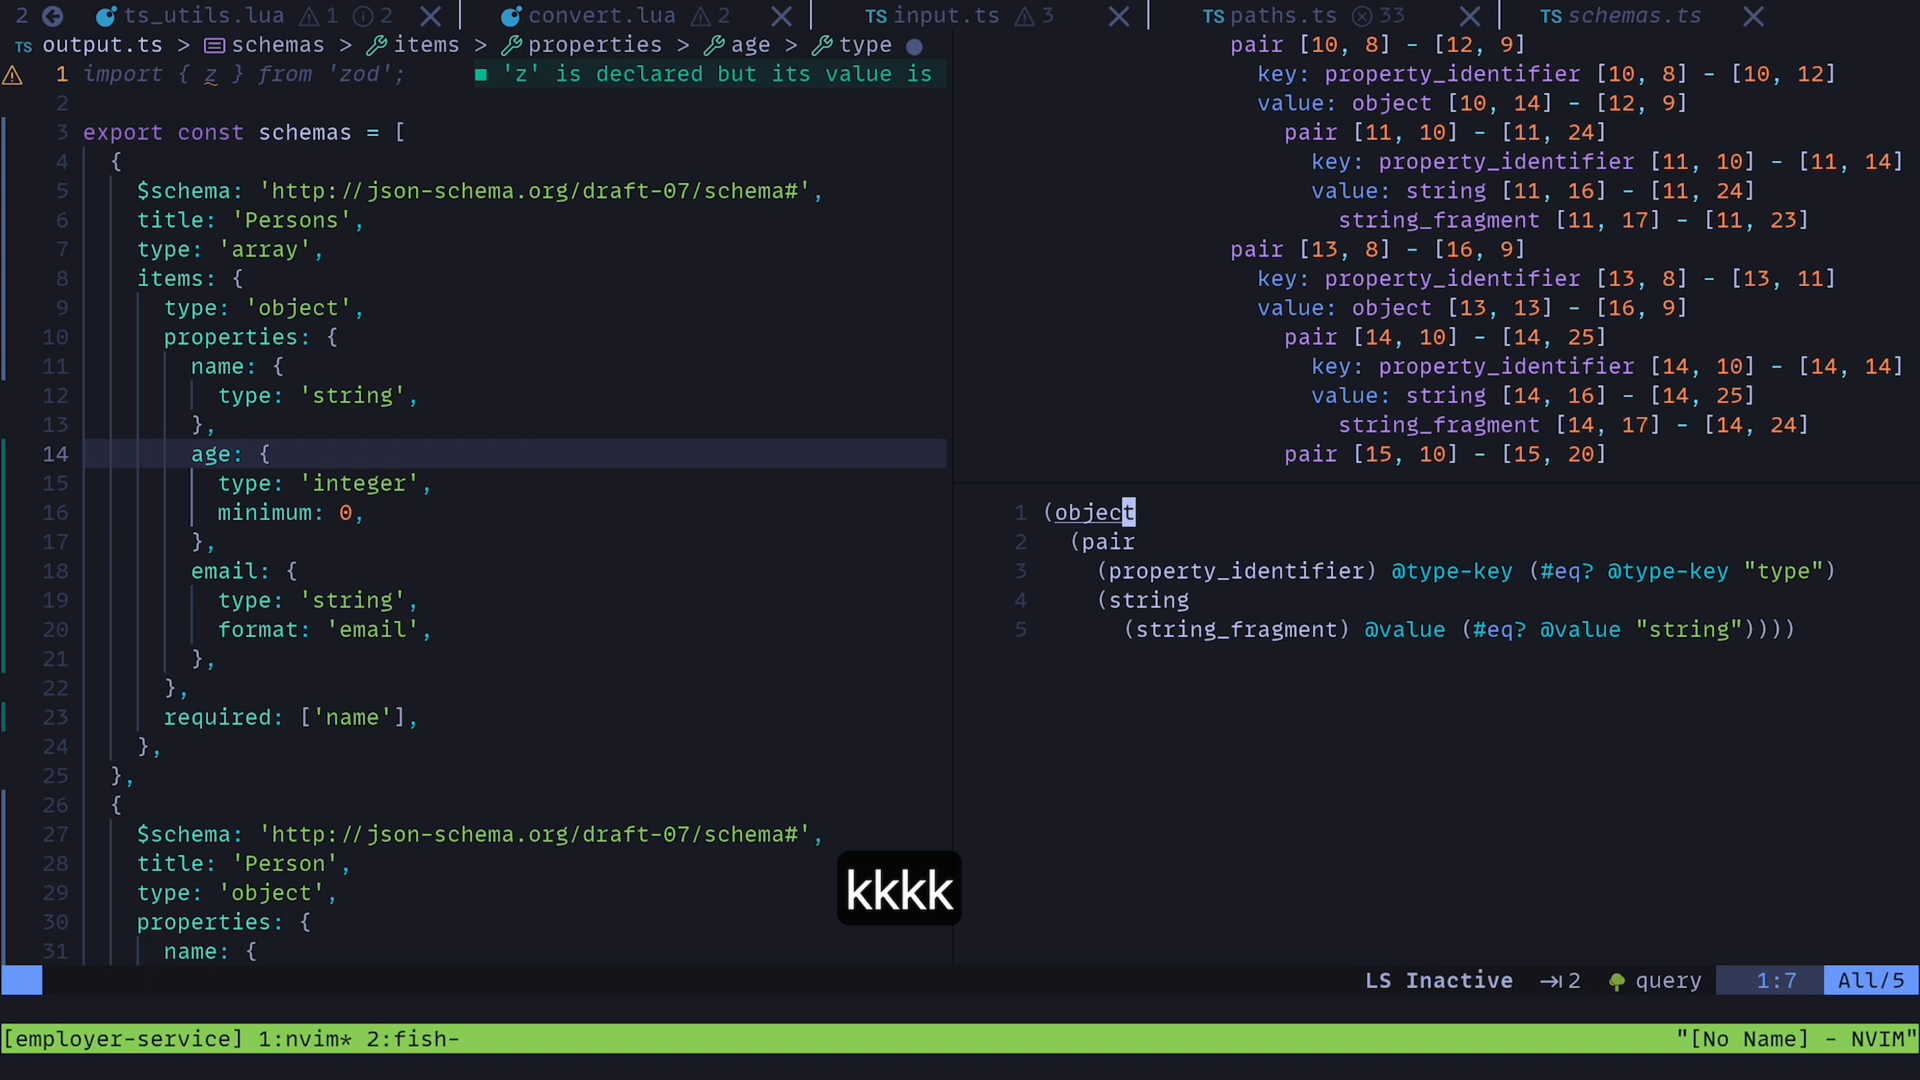 2 ts_utils.lua 1 2 convert.lua 2 TS input.ts 3 TS paths.ts 33 TS schemas.ts
TS output.ts > schemas > items > properties > age > type
1 import { z } from 'zod'; ■ 'z' is declared but its value is
2
3 export const schemas = [
4 {
5 $schema: 'http://json-schema.org/draft-07/schema#',
6 title: 'Persons',
7 type: 'array',
8 items: {
9 type: 'object',
10 properties: {
11 name: {
12 type: 'string',
13 },
14 age: {
15 type: 'integer',
16 minimum: 0,
17 },
18 email: {
19 type: 'string',
20 format: 'email',
21 },
22 },
23 required: ['name'],
24 },
25 },
26 {
27 $schema: 'http://json-schema.org/draft-07/schema#',
28 title: 'Person',
29 type: 'object',
30 properties: {
31 name: {
pair [10, 8] - [12, 9]
key: property_identifier [10, 8] - [10, 12]
value: object [10, 14] - [12, 9]
pair [11, 10] - [11, 24]
key: property_identifier [11, 10] - [11, 14]
value: string [11, 16] - [11, 24]
string_fragment [11, 17] - [11, 23]
pair [13, 8] - [16, 9]
key: property_identifier [13, 8] - [13, 11]
value: object [13, 13] - [16, 9]
pair [14, 10] - [14, 25]
key: property_identifier [14, 10] - [14, 14]
value: string [14, 16] - [14, 25]
string_fragment [14, 17] - [14, 24]
pair [15, 10] - [15, 20]
1 (object
2 (pair
3 (property_identifier) @type-key (#eq? @type-key "type")
4 (string
5 (string_fragment) @value (#eq? @value "string"))))
kkkk
LS Inactive 2 query 1:7 All/5
[employer-service] 1:nvim* 2:fish- "[No Name] - NVIM"